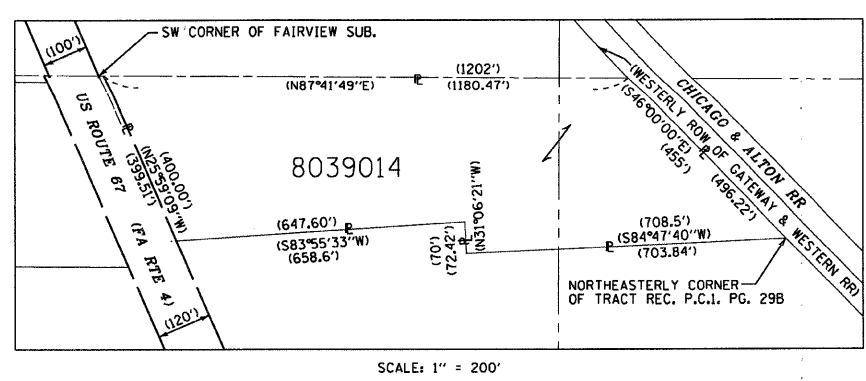 (100')
SW CORNER OF FAIRVIEW SUB.
(1202')
(N87°41'49"E)
(1180.47')
(WESTERLY ROW OF GATEWAY & WESTERN RR)
CHICAGO & ALTON RR
(S46°00'00"E)
(455')
(496.22')
US ROUTE 67
(FA RTE 4)
(400.00')
(N25°59'09"W)
(399.51')
8039014
(647.60')
(S83°55'33"W)
(658.6')
(70')
(72.42')
(N31°06'21"W)
(708.5')
(S84°47'40"W)
(703.84')
NORTHEASTERLY CORNER
OF TRACT REC. P.C.1. PG. 29B
(120')
SCALE: 1" = 200'